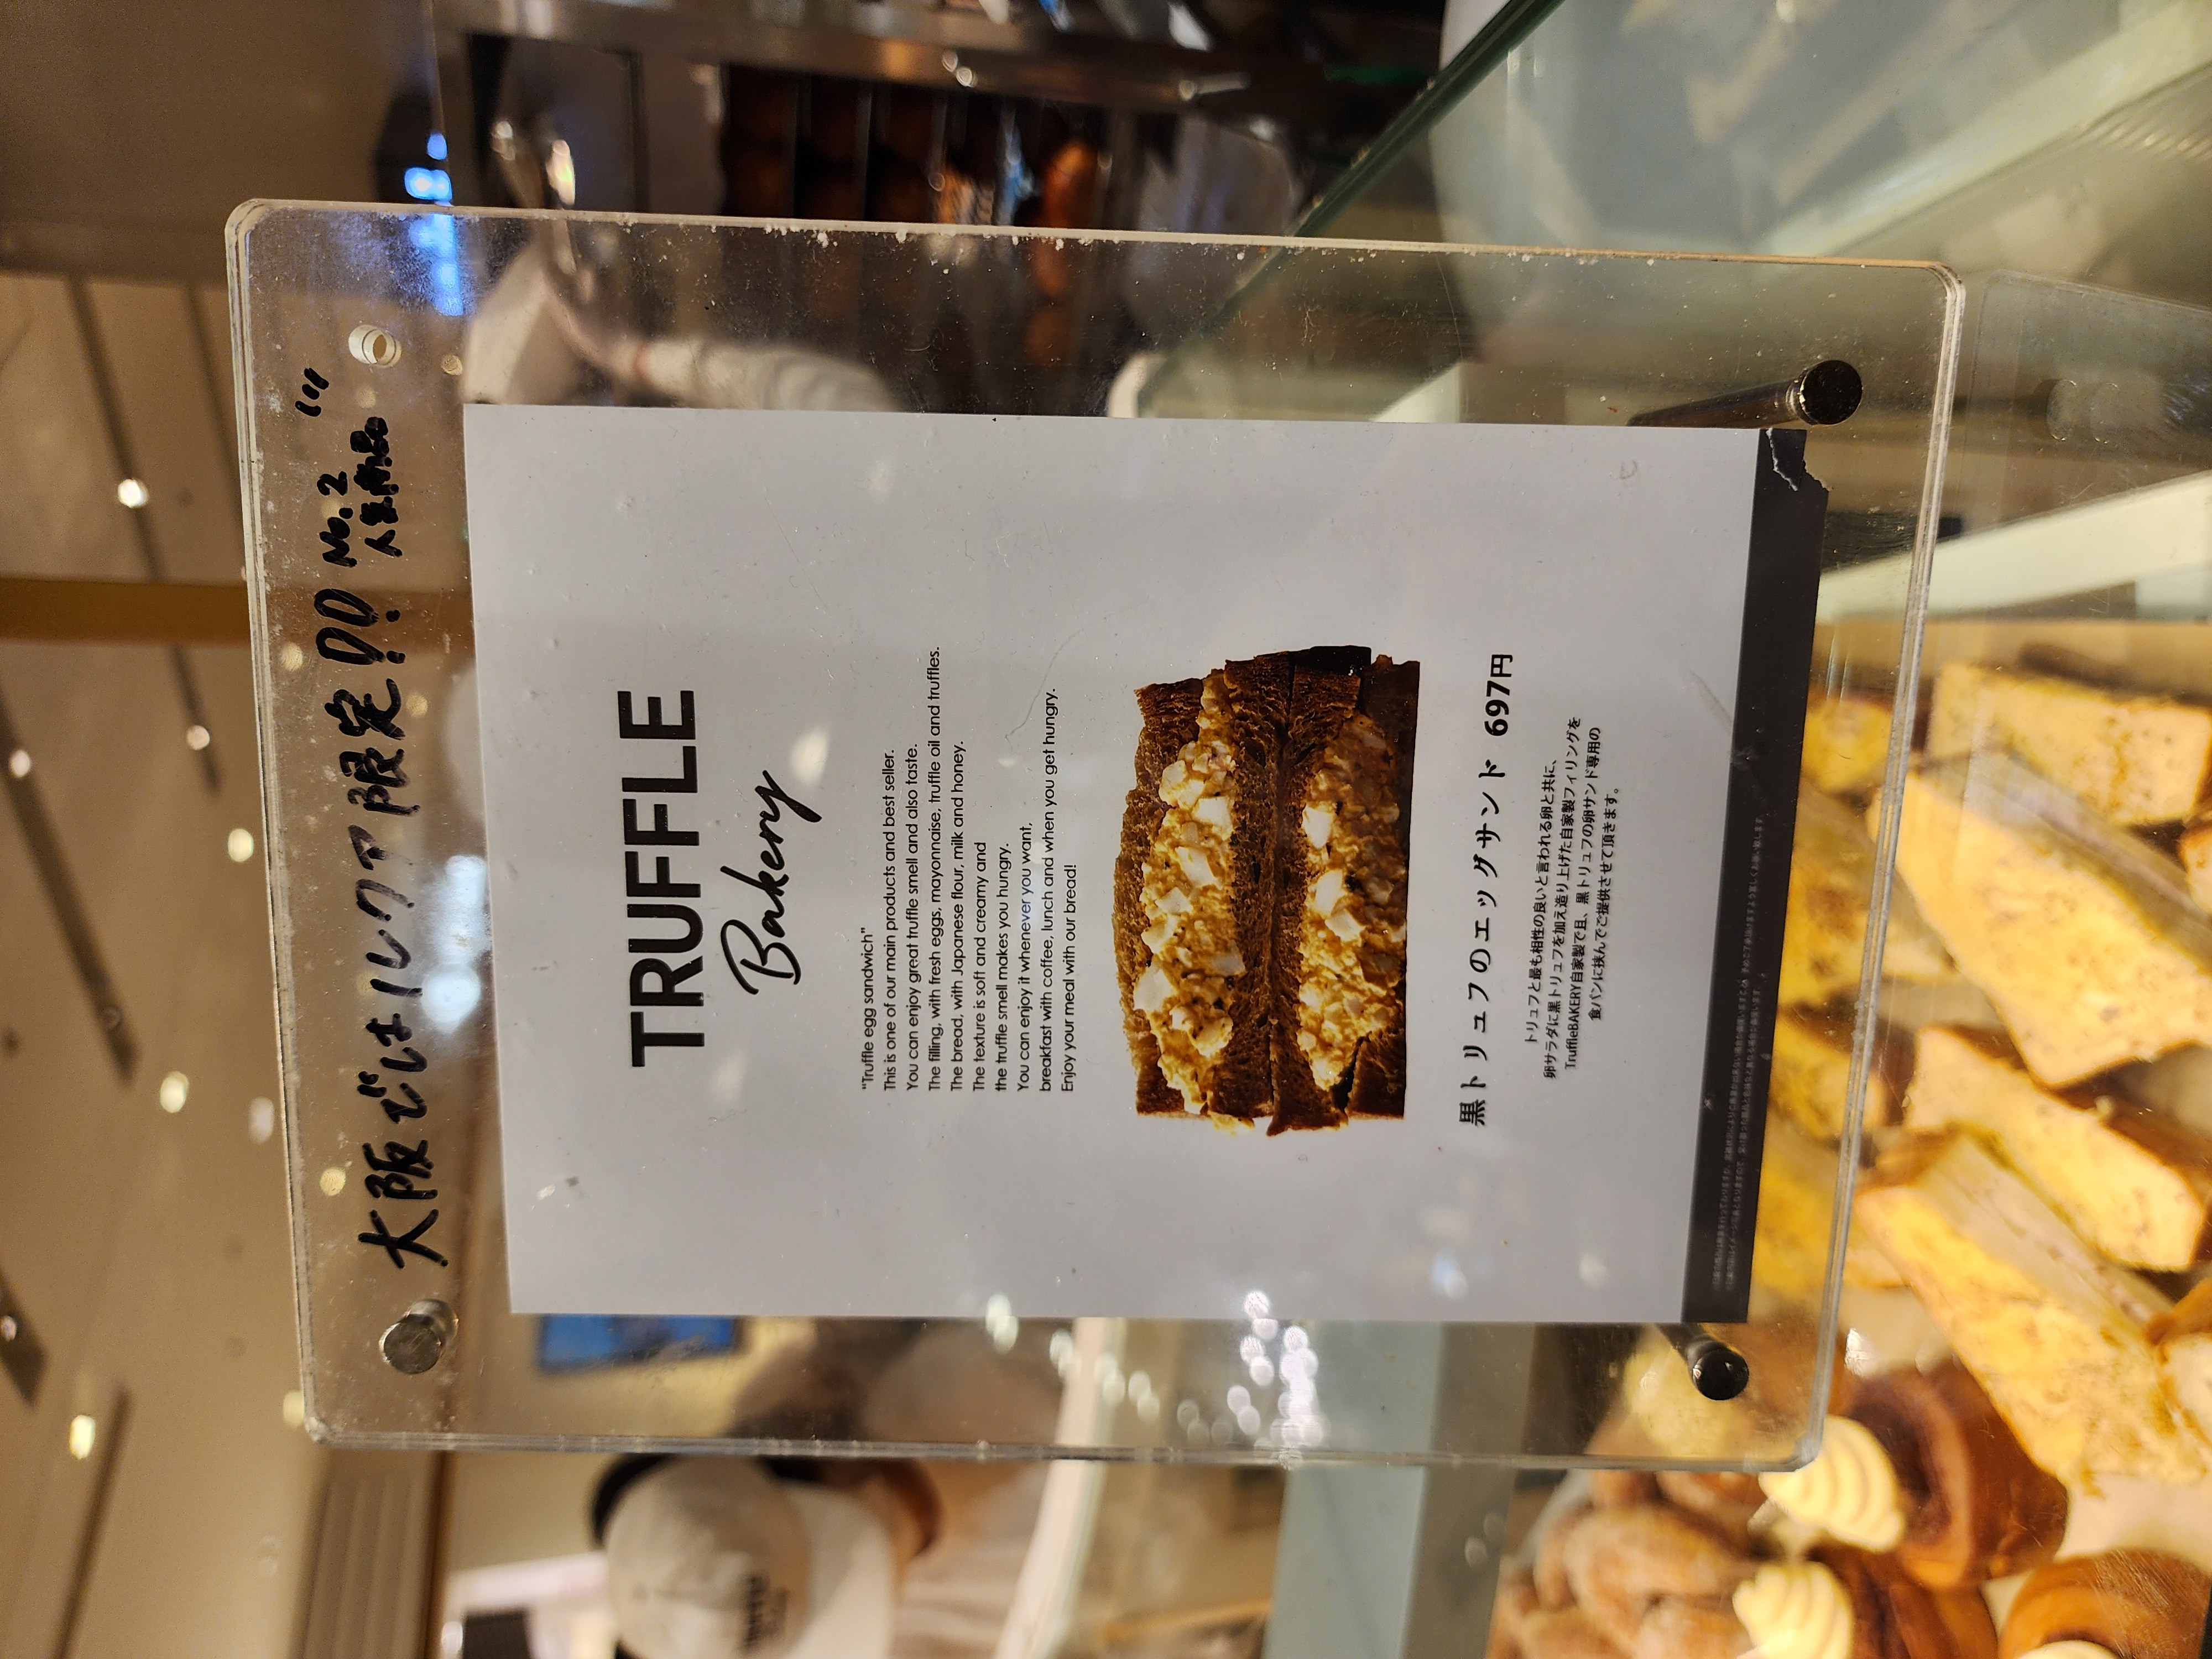 大阪ではルクア限定!! No.2
人気商品
TRUFFLE
Bakery
"Truffle egg sandwich"
This is one of our main products and best seller.
You can enjoy great truffle smell and also taste.
The filling, with fresh eggs, mayonnaise, truffle oil and truffles.
The bread, with Japanese flour, milk and honey.
The texture is soft and creamy and
the truffle smell makes you hungry.
You can enjoy it whenever you want,
breakfast with coffee, lunch and when you get hungry.
Enjoy your meal with our bread!
黒トリュフのエッグサンド 697円
トリュフと最も相性の良いと言われる卵と共に、
卵サラダに黒トリュフを加え造り上げた自家製フィリングを
TruffleBAKERY自家製で且、黒トリュフの卵サンド専用の
食パンに挟んでご提供させて頂きます。